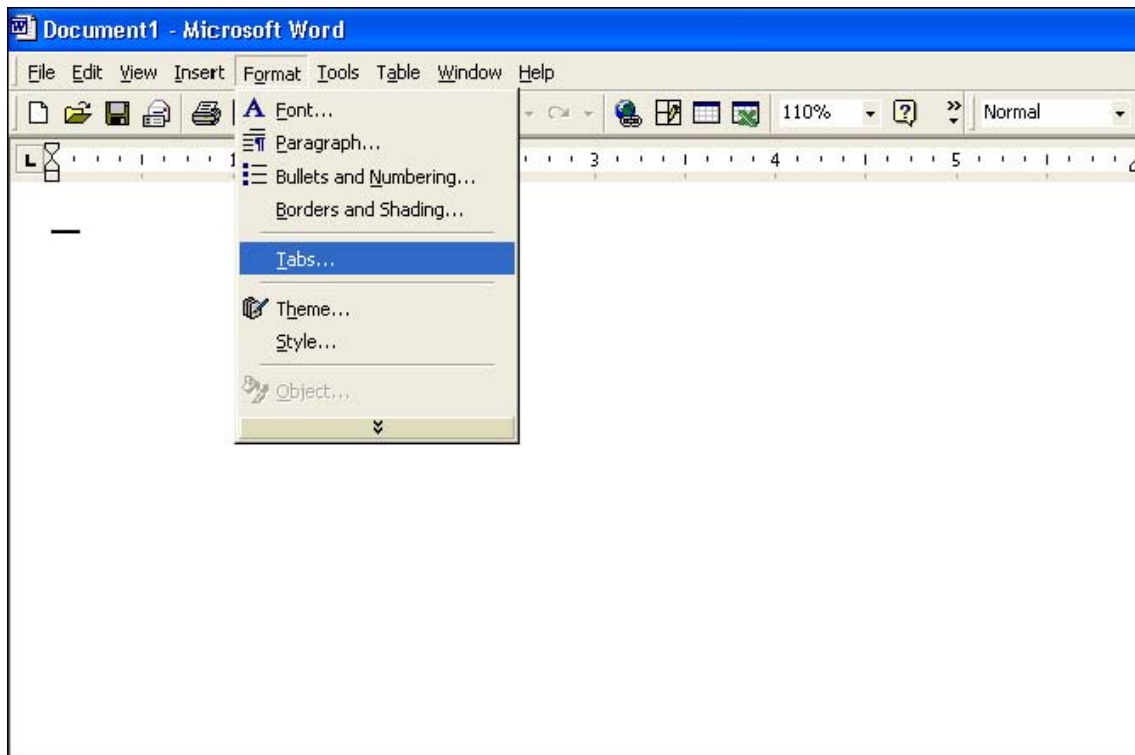 Document1 - Microsoft Word
File Edit View Insert Format Tools Table Window Help
110% Normal
1 3 4 5
Font...
Paragraph...
Bullets and Numbering...
Borders and Shading...
Tabs...
Theme...
Style...
Object...